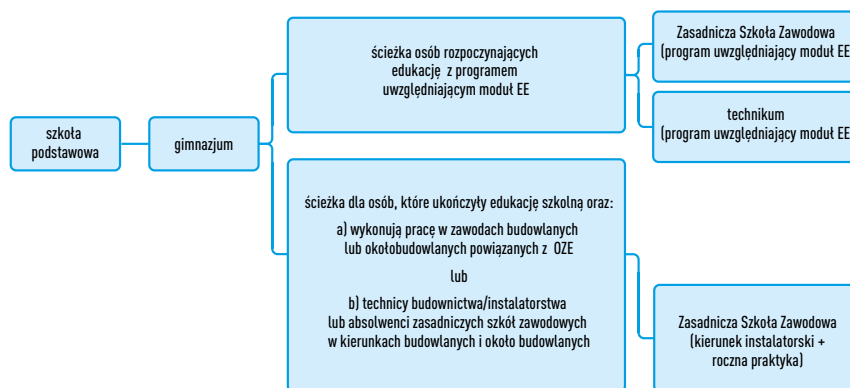 szkoła
podstawowa
gimnazjum
ścieżka osób rozpoczynających
edukację z programem
uwzględniającym moduł EE
Zasadnicza Szkoła Zawodowa
(program uwzględniający moduł EE
technikum
(program uwzględniający moduł EE
ścieżka dla osób, które ukończyły edukację szkolną oraz:
a) wykonują pracę w zawodach budowlanych
lub okołobudowlanych powiązanych z OZE
lub
b) technicy budownictwa/instalatorstwa
lub absolwenci zasadniczych szkół zawodowych
w kierunkach budowlanych i około budowlanych
Zasadnicza Szkoła Zawodowa
(kierunek instalatorski +
roczna praktyka)